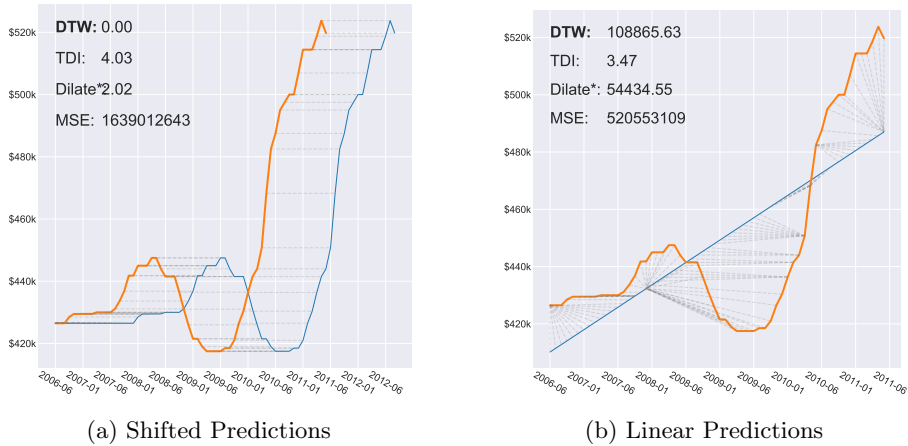 DTW: 0.00
TDI: 4.03
Dilate*: 2.02
MSE: 1639012643
$520k
$500k
$480k
$460k
$440k
$420k
2006-06
2007-01
2007-06
2008-01
2008-06
2009-01
2009-06
2010-01
2010-06
2011-01
2011-06
2012-01
2012-06
(a) Shifted Predictions
DTW: 108865.63
TDI: 3.47
Dilate*: 54434.55
MSE: 520553109
$520k
$500k
$480k
$460k
$440k
$420k
2006-06
2007-01
2007-06
2008-01
2008-06
2009-01
2009-06
2010-01
2010-06
2011-01
2011-06
(b) Linear Predictions